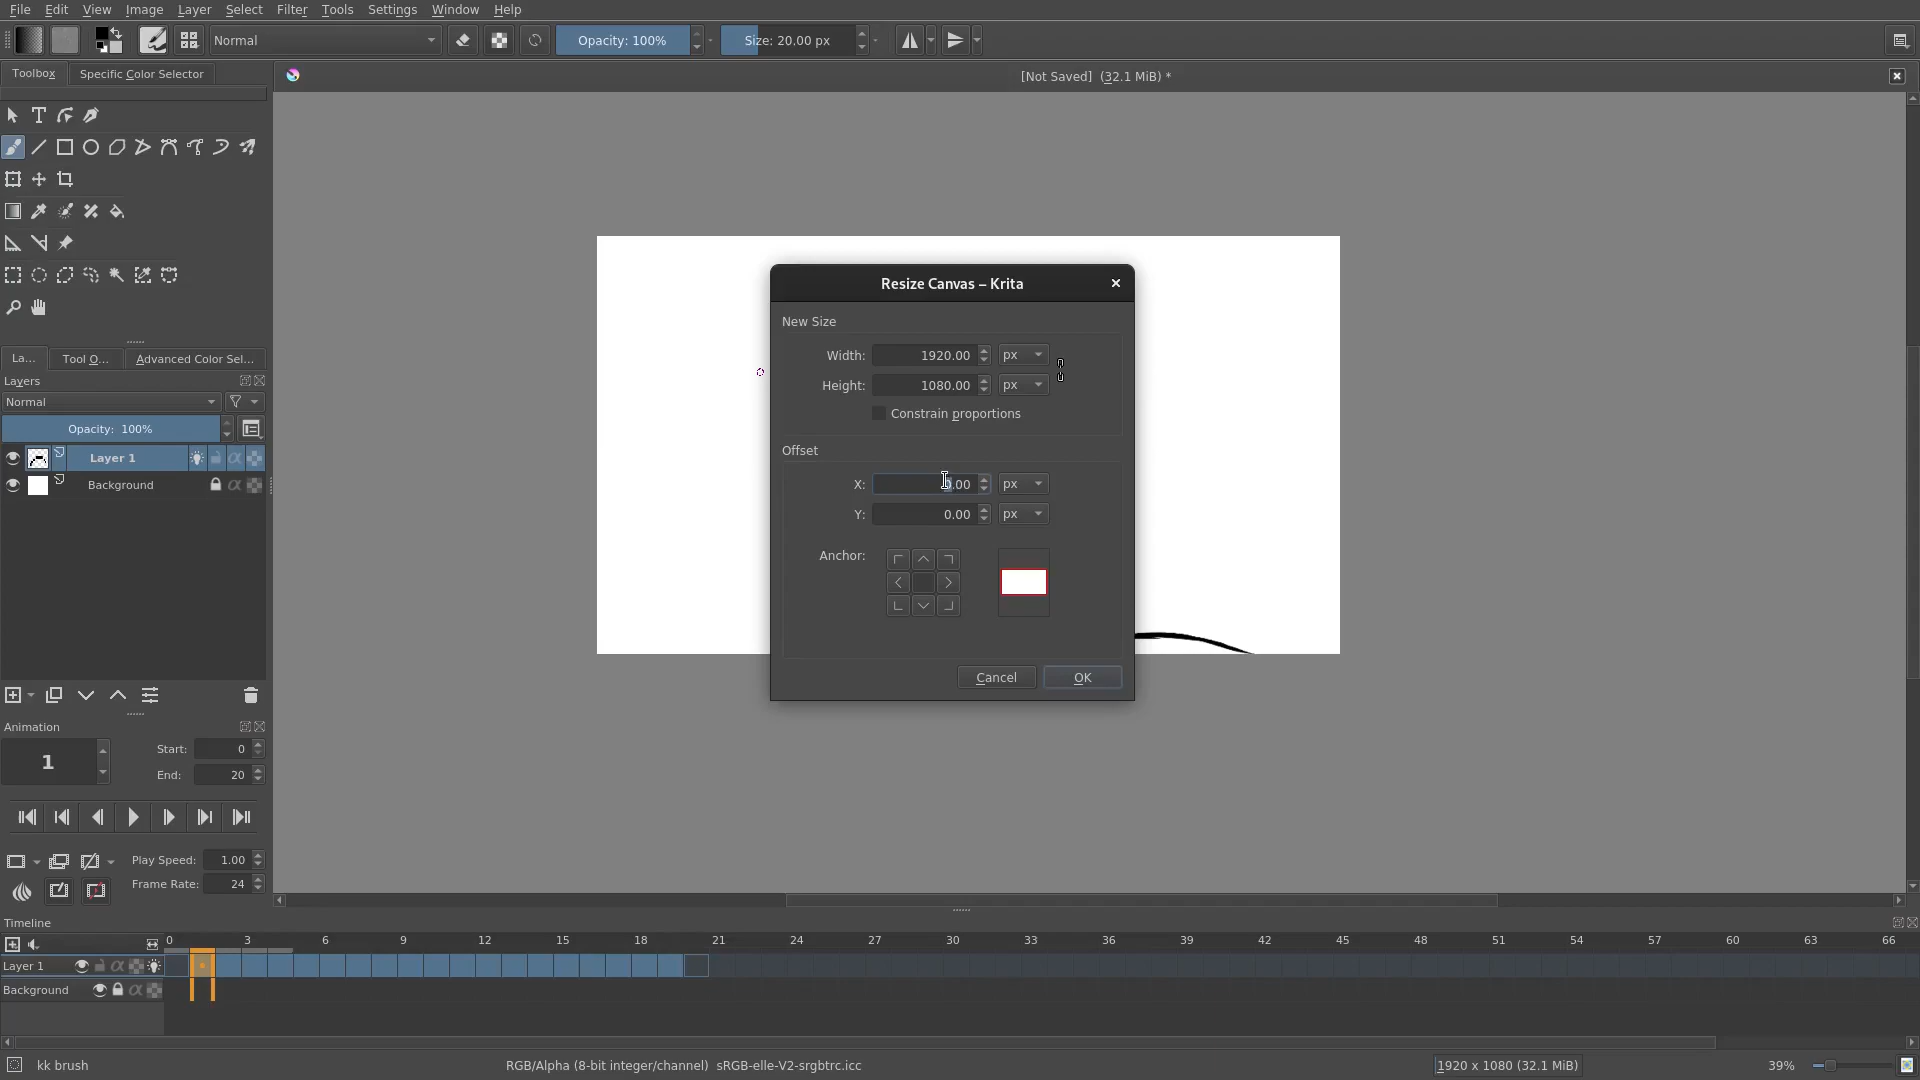 File Edit View Image Layer Select Filter Tools Settings Window Help
Normal Opacity: 100% Size: 20.00 px
Toolbox Specific Color Selector
[Not Saved] (32.1 MiB) *
Resize Canvas – Krita
New Size
Width: 1920.00 px
Height: 1080.00 px
Constrain proportions
Offset
X: 0.00 px
Y: 0.00 px
Anchor:
Cancel OK
La... Tool O... Advanced Color Sel...
Layers
Normal
Opacity: 100%
Layer 1
Background
Animation
1 Start: 0
End: 20
Play Speed: 1.00
Frame Rate: 24
Timeline
0 3 6 9 12 15 18 21 24 27 30 33 36 39 42 45 48 51 54 57 60 63 66
Layer 1
Background
kk brush RGB/Alpha (8-bit integer/channel) sRGB-elle-V2-srgbtrc.icc 1920 x 1080 (32.1 MiB) 39%